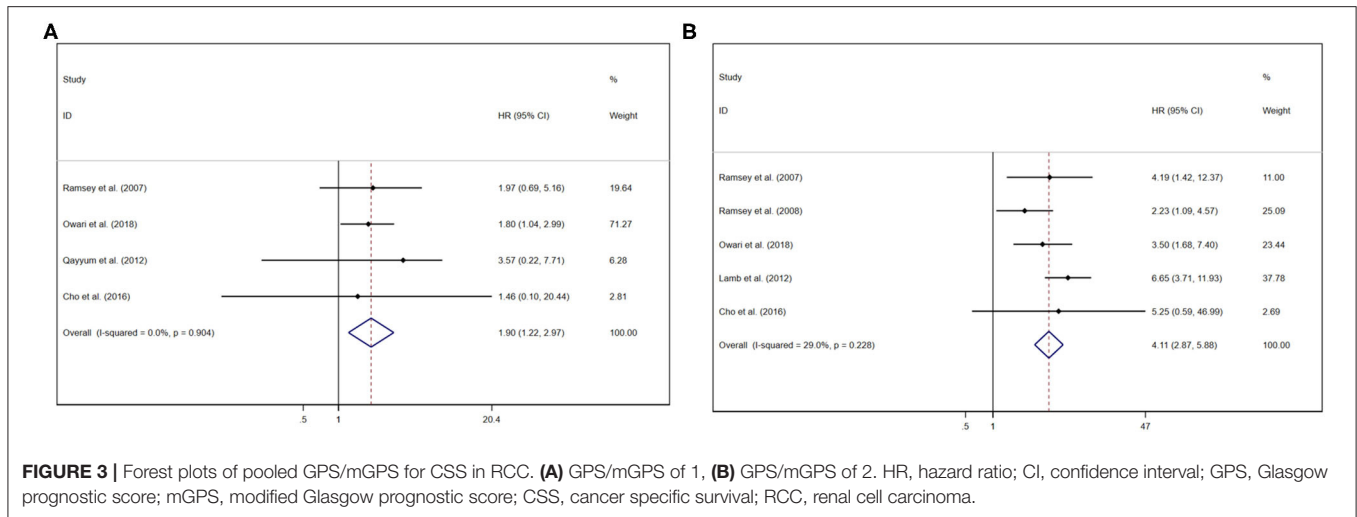 A
Study %
ID HR (95% CI) Weight
Ramsey et al. (2007) 1.97 (0.69, 5.16) 19.64
Owari et al. (2018) 1.80 (1.04, 2.99) 71.27
Qayyum et al. (2012) 3.57 (0.22, 7.71) 6.28
Cho et al. (2016) 1.46 (0.10, 20.44) 2.81
Overall (I-squared = 0.0%, p = 0.904) 1.90 (1.22, 2.97) 100.00
.5 1 20.4
B
Study %
ID HR (95% CI) Weight
Ramsey et al. (2007) 4.19 (1.42, 12.37) 11.00
Ramsey et al. (2008) 2.23 (1.09, 4.57) 25.09
Owari et al. (2018) 3.50 (1.68, 7.40) 23.44
Lamb et al. (2012) 6.65 (3.71, 11.93) 37.78
Cho et al. (2016) 5.25 (0.59, 46.99) 2.69
Overall (I-squared = 29.0%, p = 0.228) 4.11 (2.87, 5.88) 100.00
.5 1 47
FIGURE 3 | Forest plots of pooled GPS/mGPS for CSS in RCC. (A) GPS/mGPS of 1, (B) GPS/mGPS of 2. HR, hazard ratio; CI, confidence interval; GPS, Glasgow
prognostic score; mGPS, modified Glasgow prognostic score; CSS, cancer specific survival; RCC, renal cell carcinoma.